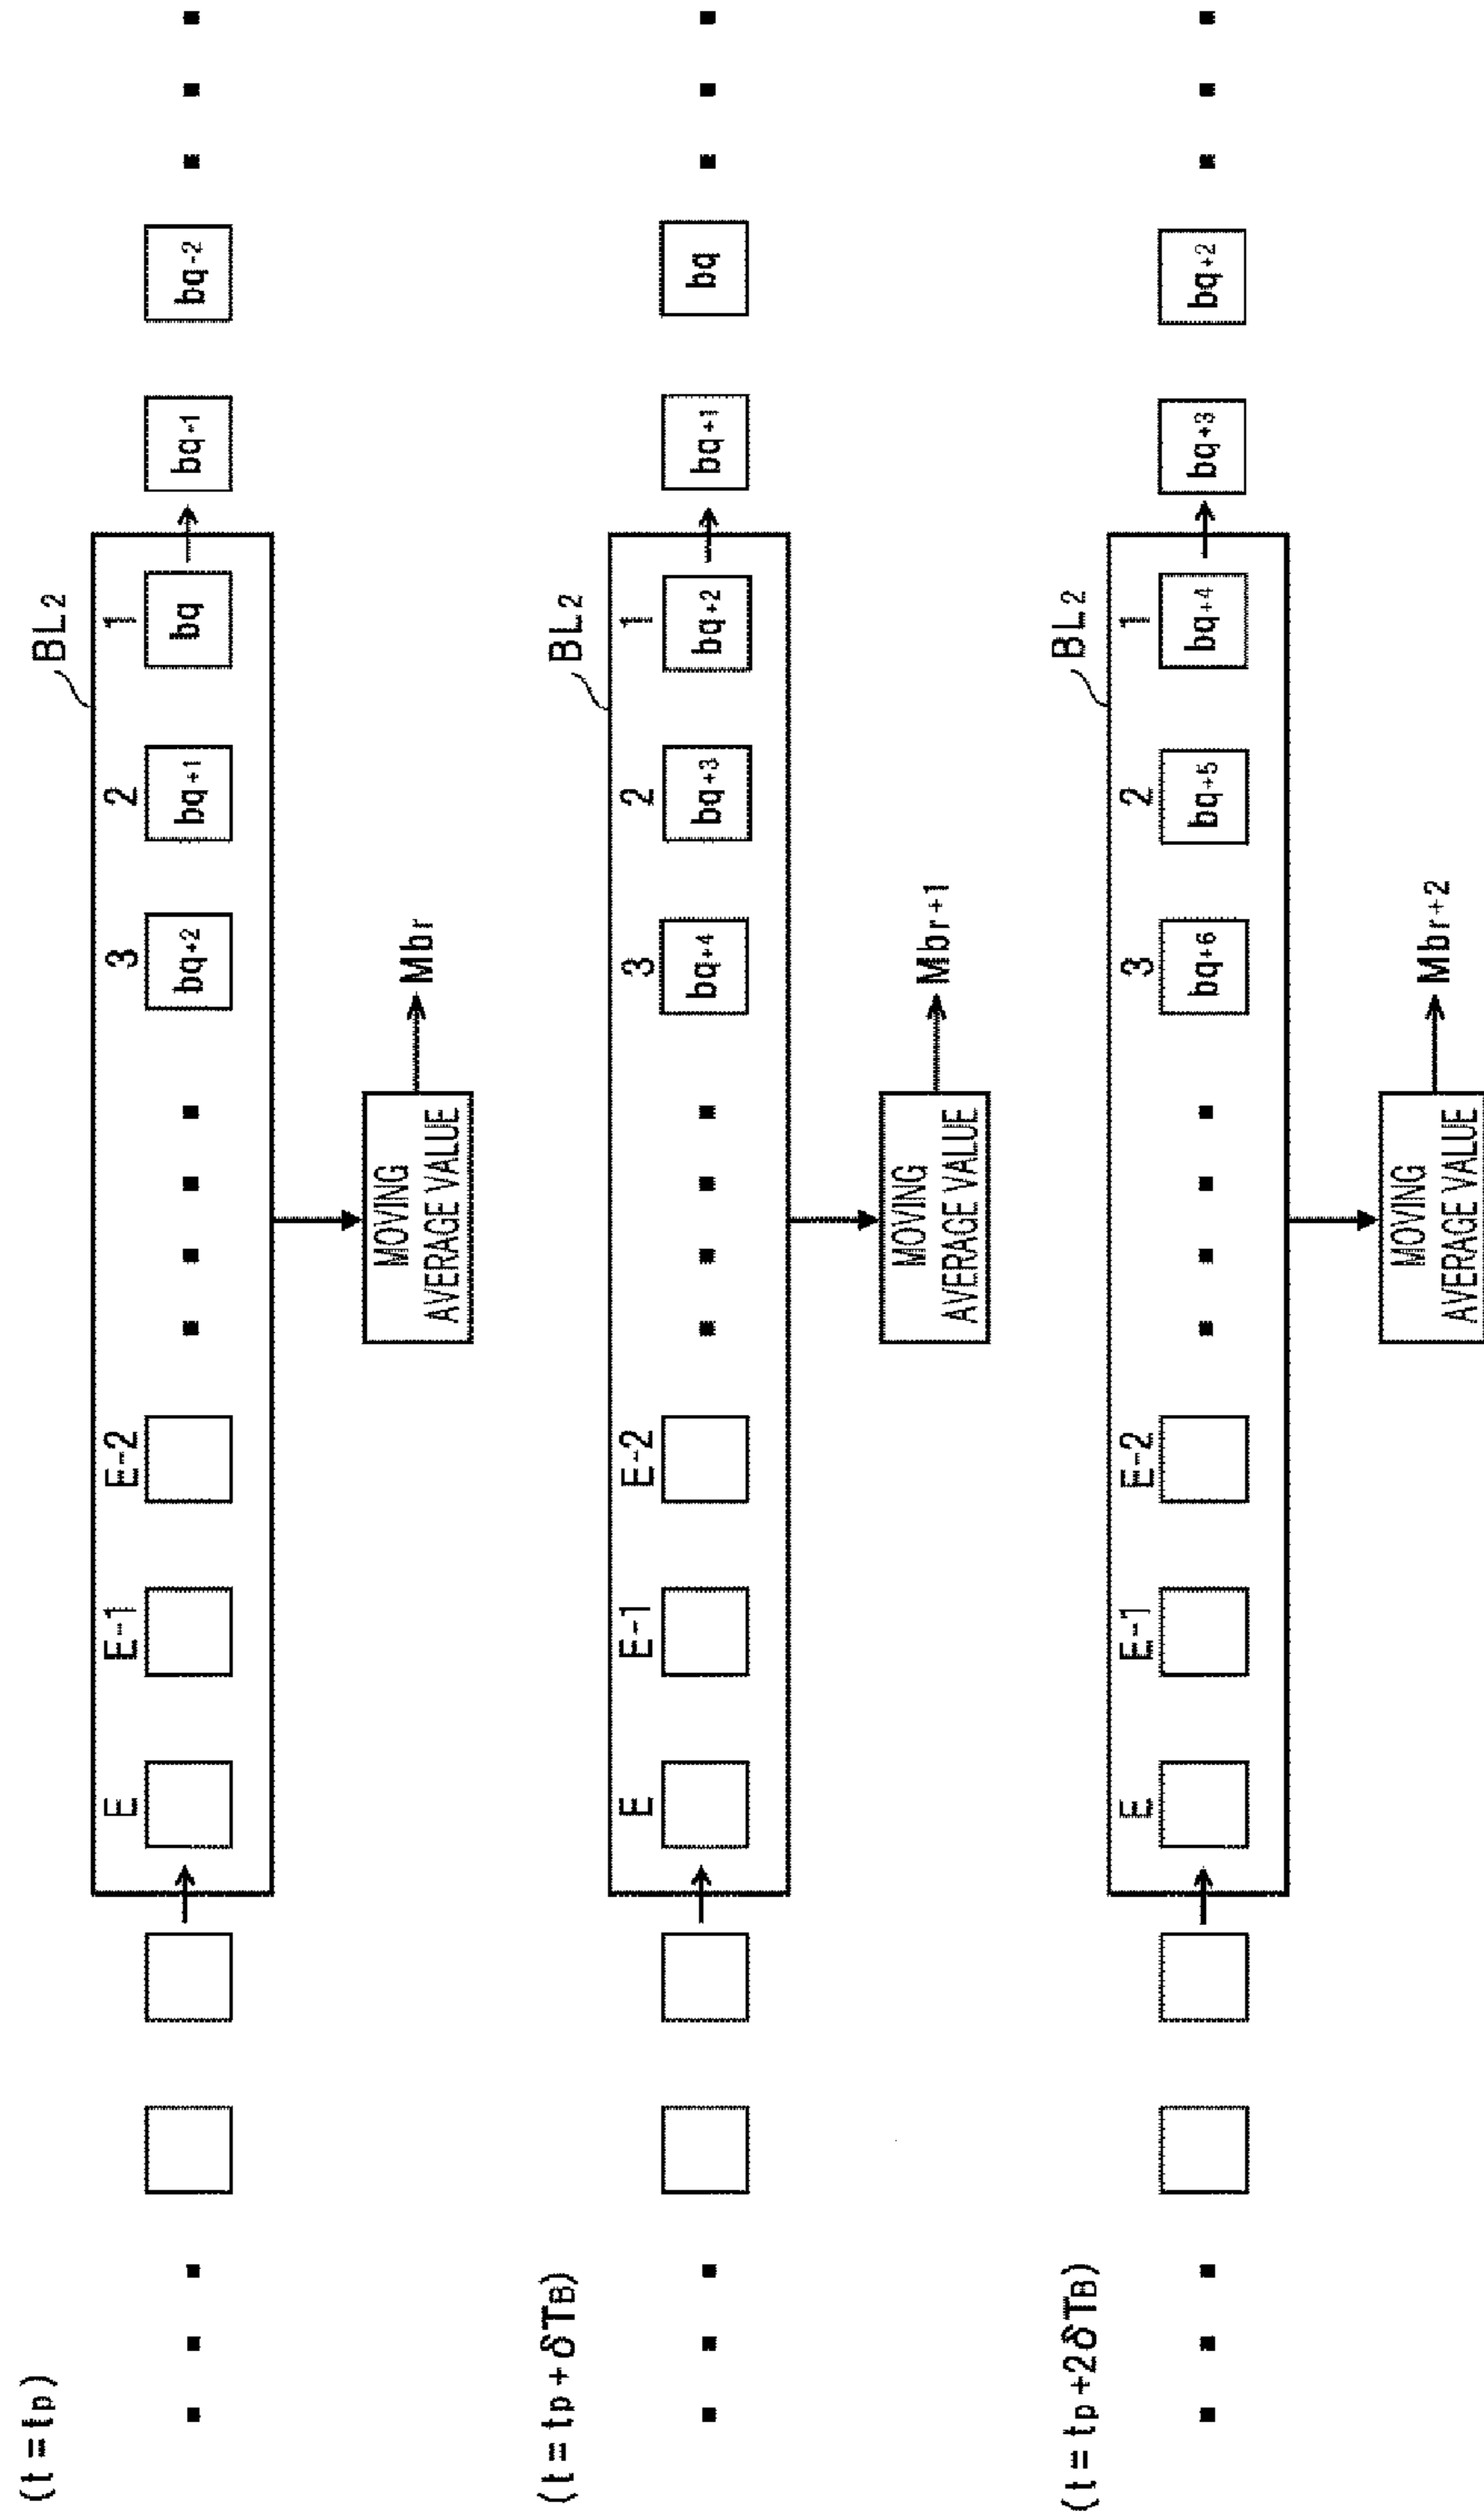 (t=tp)
BL2
E E-1 E-2 3 2 1
bq+2 bq+1 bq bq-1 bq-2
MOVING
AVERAGE VALUE
Mbr
(t=tp+δTB)
BL2
E E-1 E-2 3 2 1
bq+4 bq+3 bq+2 bq+1 bq
MOVING
AVERAGE VALUE
Mbr+1
(t=tp+2δTB)
BL2
E E-1 E-2 3 2 1
bq+6 bq+5 bq+4 bq+3 bq+2
MOVING
AVERAGE VALUE
Mbr+2